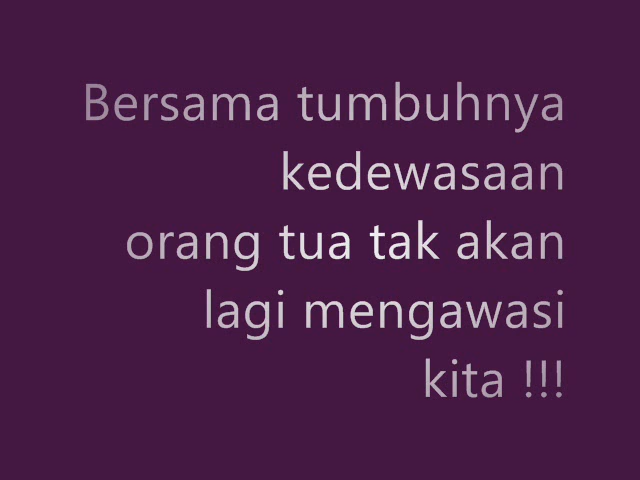 Bersama tumbuhnya
kedewasaan
orang tua tak akan
lagi mengawasi
kita !!!